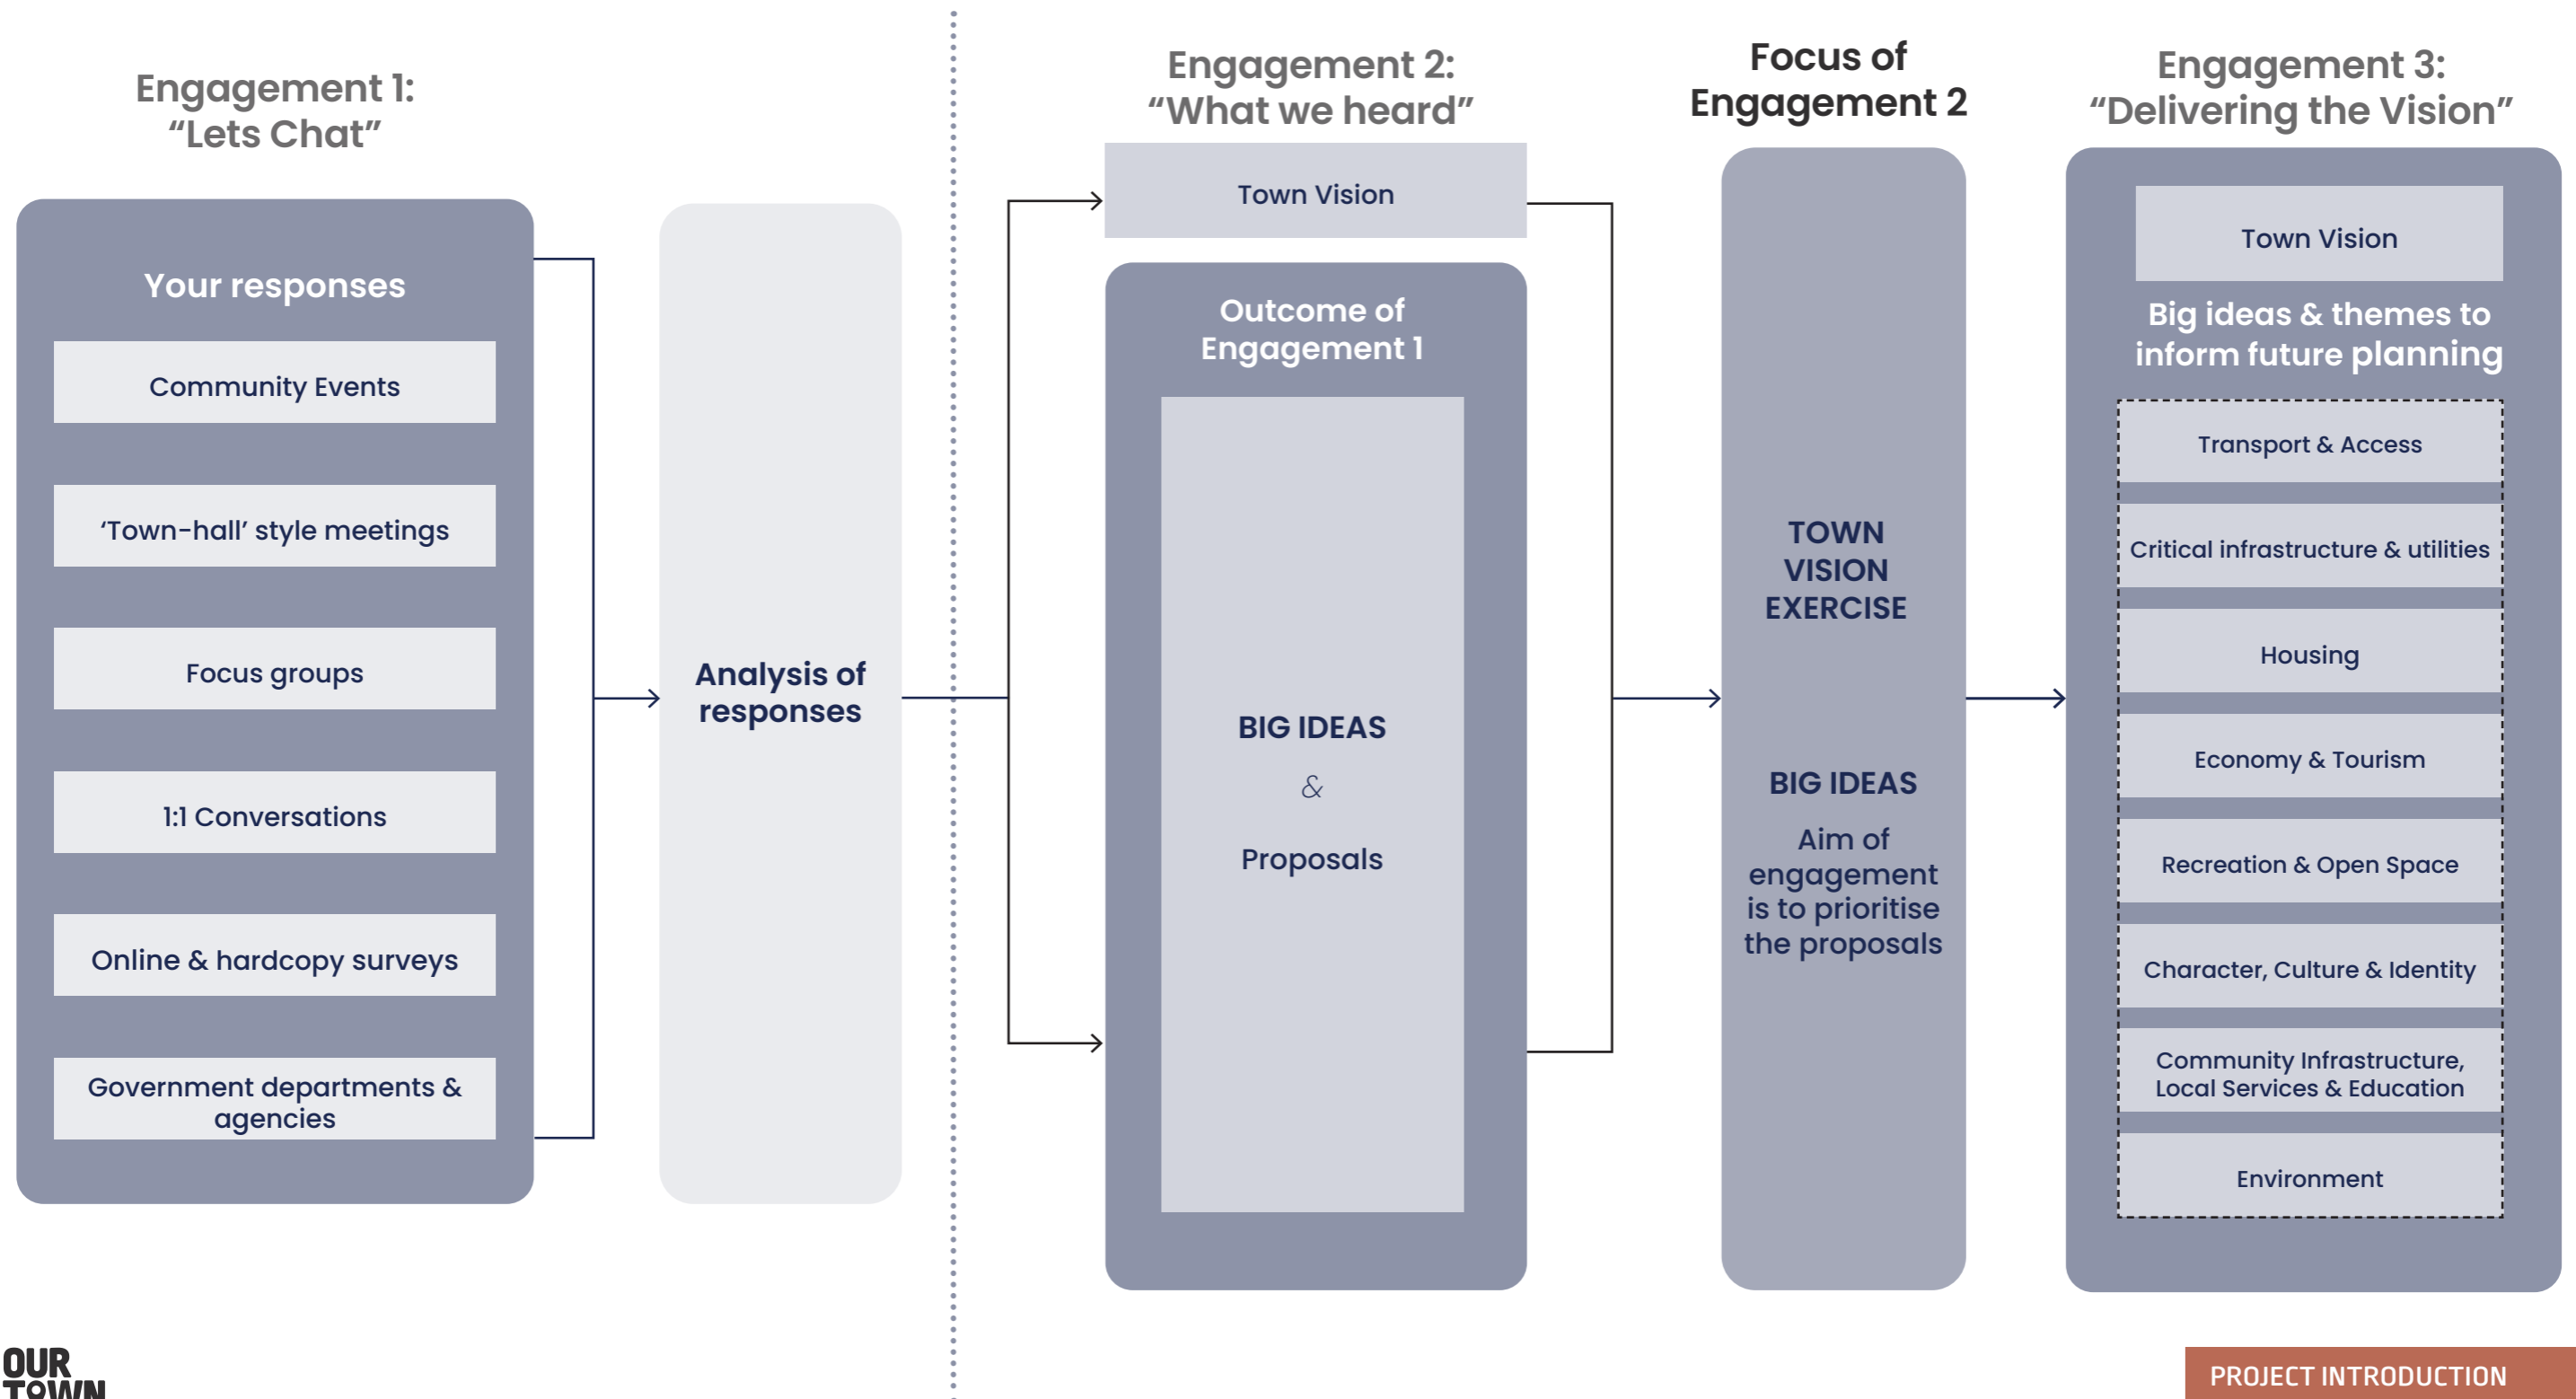 Engagement 1:
“Lets Chat”
Your responses
Community Events
‘Town-hall’ style meetings
Focus groups
1:1 Conversations
Online & hardcopy surveys
Government departments &
agencies
Analysis of
responses
Engagement 2:
“What we heard”
Town Vision
Outcome of
Engagement 1
BIG IDEAS
&
Proposals
Focus of
Engagement 2
TOWN
VISION
EXERCISE
BIG IDEAS
Aim of
engagement
is to prioritise
the proposals
Engagement 3:
“Delivering the Vision”
Town Vision
Big ideas & themes to
inform future planning
Transport & Access
Critical infrastructure & utilities
Housing
Economy & Tourism
Recreation & Open Space
Character, Culture & Identity
Community Infrastructure,
Local Services & Education
Environment
OUR
TOWN
PROJECT INTRODUCTION